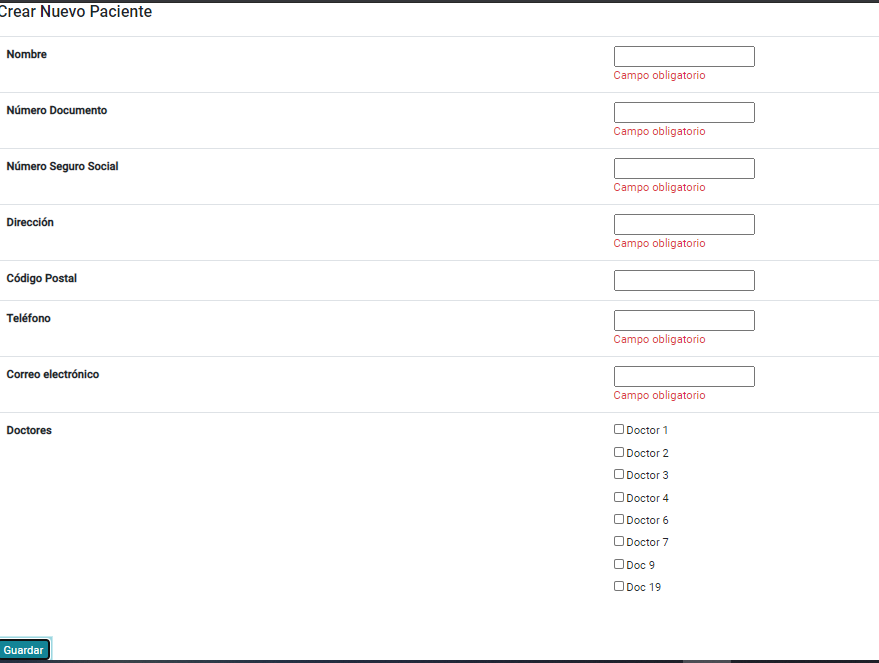 Crear Nuevo Paciente
Nombre
Campo obligatorio
Número Documento
Campo obligatorio
Número Seguro Social
Campo obligatorio
Dirección
Campo obligatorio
Código Postal
Teléfono
Campo obligatorio
Correo electrónico
Campo obligatorio
Doctores
Doctor 1
Doctor 2
Doctor 3
Doctor 4
Doctor 6
Doctor 7
Doc 9
Doc 19
Guardar